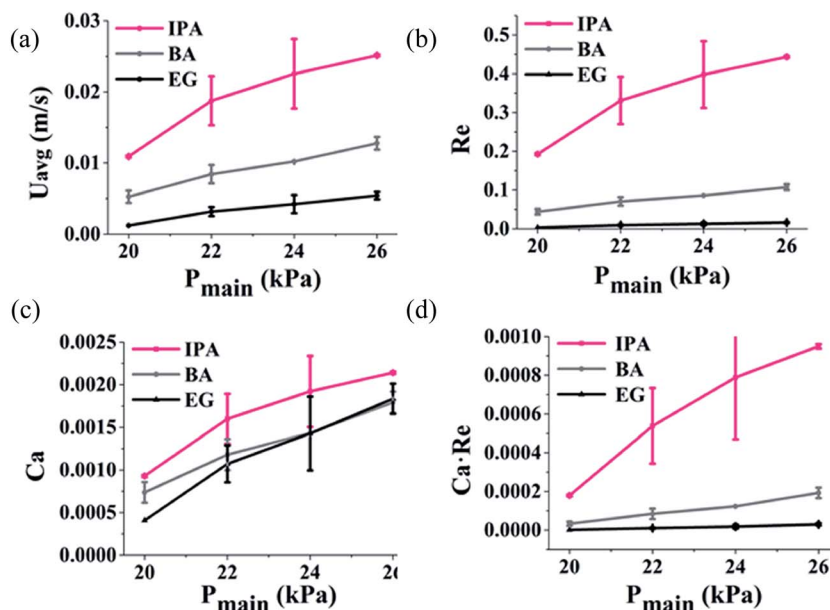 (a)
IPA
BA
EG
0.03
0.02
0.01
0.00
Uavg (m/s)
20 22 24 26
Pmain (kPa)
(b)
IPA
BA
EG
0.5
0.4
0.3
0.2
0.1
0.0
Re
20 22 24 26
Pmain (kPa)
(c)
IPA
BA
EG
0.0025
0.0020
0.0015
0.0010
0.0005
0.0000
Ca
20 22 24 26
Pmain (kPa)
(d)
IPA
BA
EG
0.0010
0.0008
0.0006
0.0004
0.0002
0.0000
Ca·Re
20 22 24 26
Pmain (kPa)